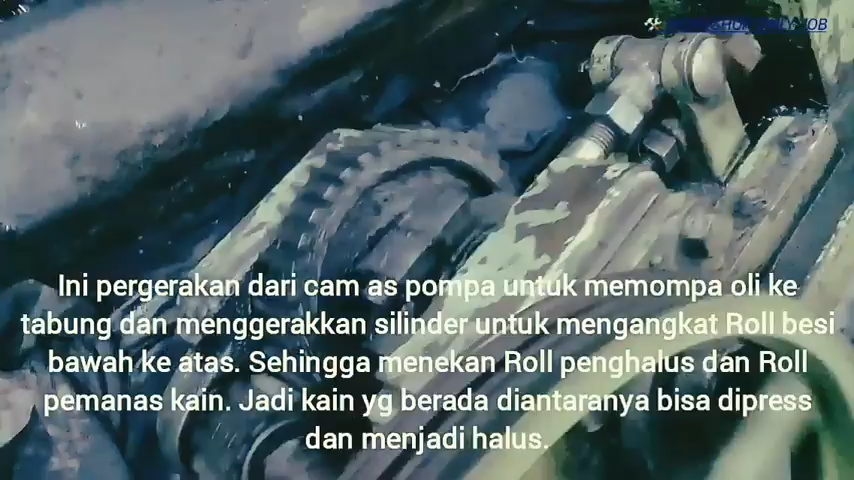 JOB
Ini pergerakan dari cam as pompa untuk memompa oli ke
tabung dan menggerakkan silinder untuk mengangkat Roll besi
bawah ke atas. Sehingga menekan Roll penghalus dan Roll
pemanas kain. Jadi kain yg berada diantaranya bisa dipress
dan menjadi halus.